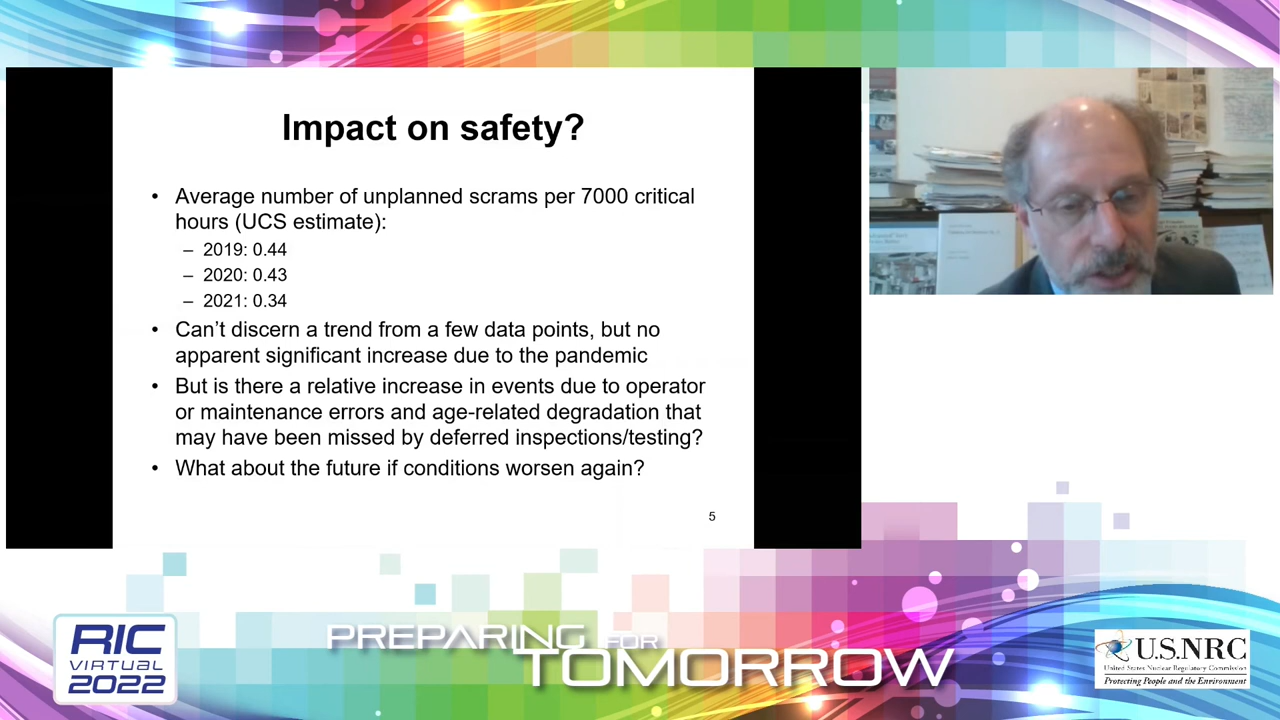 Impact on safety?
• Average number of unplanned scrams per 7000 critical
hours (UCS estimate):
– 2019: 0.44
– 2020: 0.43
– 2021: 0.34
• Can’t discern a trend from a few data points, but no
apparent significant increase due to the pandemic
• But is there a relative increase in events due to operator
or maintenance errors and age-related degradation that
may have been missed by deferred inspections/testing?
• What about the future if conditions worsen again?
5
RIC
VIRTUAL
2022
PREPARING FOR
TOMORROW
U.S.NRC
United States Nuclear Regulatory Commission
Protecting People and the Environment